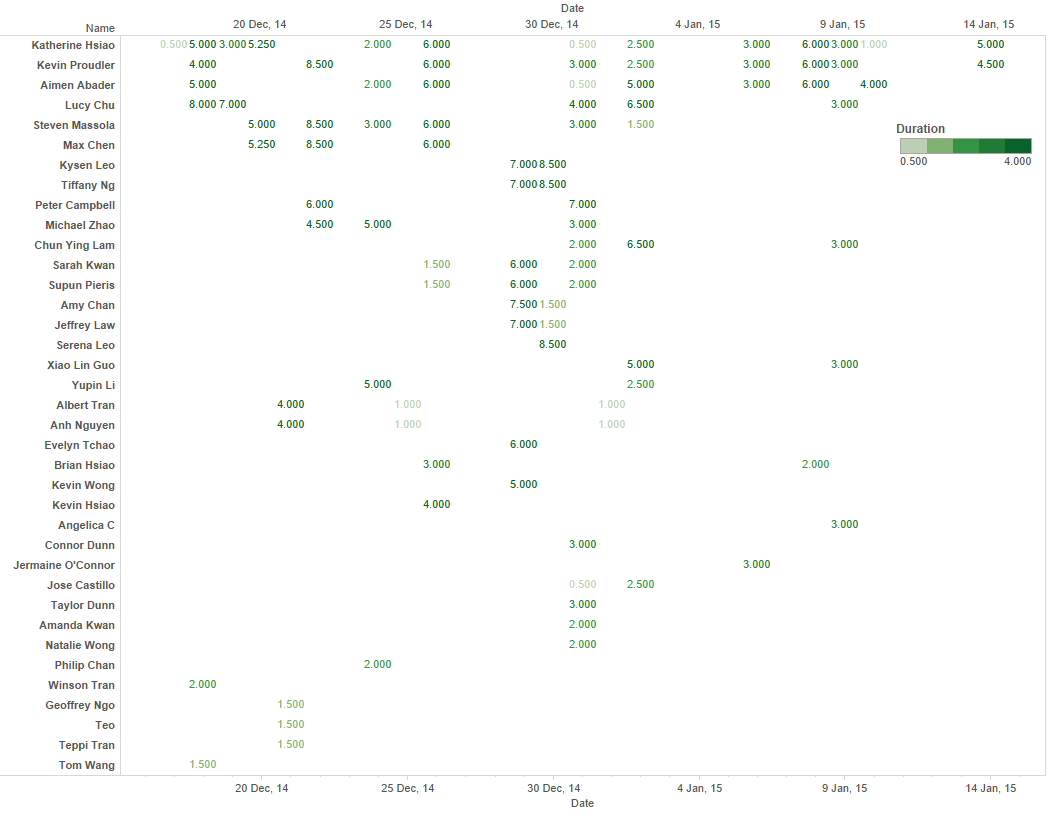 Date
Name 20 Dec, 14 25 Dec, 14 30 Dec, 14 4 Jan, 15 9 Jan, 15 14 Jan, 15
Katherine Hsiao 0.500 5.000 3.000 5.250 2.000 6.000 0.500 2.500 3.000 6.000 3.000 1.000 5.000
Kevin Proudler 4.000 8.500 6.000 3.000 2.500 3.000 6.000 3.000 4.500
Aimen Abader 5.000 2.000 6.000 0.500 5.000 3.000 6.000 4.000
Lucy Chu 8.000 7.000 4.000 6.500 3.000
Steven Massola 5.000 8.500 3.000 6.000 3.000 1.500
Duration
Max Chen 5.250 8.500 6.000
0.500 4.000
Kysen Leo 7.000 8.500
Tiffany Ng 7.000 8.500
Peter Campbell 6.000 7.000
Michael Zhao 4.500 5.000 3.000
Chun Ying Lam 2.000 6.500 3.000
Sarah Kwan 1.500 6.000 2.000
Supun Pieris 1.500 6.000 2.000
Amy Chan 7.500 1.500
Jeffrey Law 7.000 1.500
Serena Leo 8.500
Xiao Lin Guo 5.000 3.000
Yupin Li 5.000 2.500
Albert Tran 4.000 1.000 1.000
Anh Nguyen 4.000 1.000 1.000
Evelyn Tchao 6.000
Brian Hsiao 3.000 2.000
Kevin Wong 5.000
Kevin Hsiao 4.000
Angelica C 3.000
Connor Dunn 3.000
Jermaine O'Connor 3.000
Jose Castillo 0.500 2.500
Taylor Dunn 3.000
Amanda Kwan 2.000
Natalie Wong 2.000
Philip Chan 2.000
Winson Tran 2.000
Geoffrey Ngo 1.500
Teo 1.500
Teppi Tran 1.500
Tom Wang 1.500
20 Dec, 14 25 Dec, 14 30 Dec, 14 4 Jan, 15 9 Jan, 15 14 Jan, 15
Date